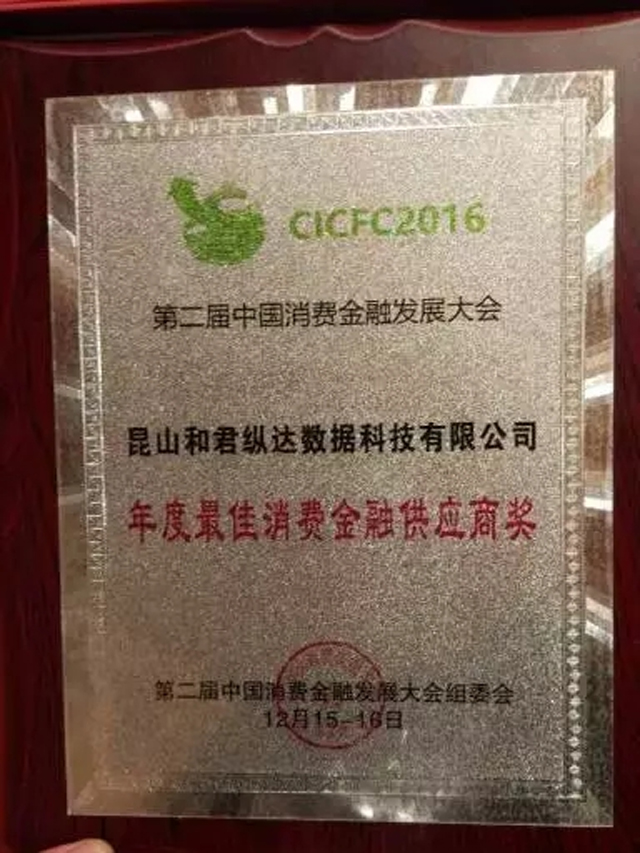 CICFC2016
第二届中国消费金融发展大会
昆山和君纵达数据科技有限公司
年度最佳消费金融供应商奖
第二届中国消费金融发展大会组委会
12月15-16日